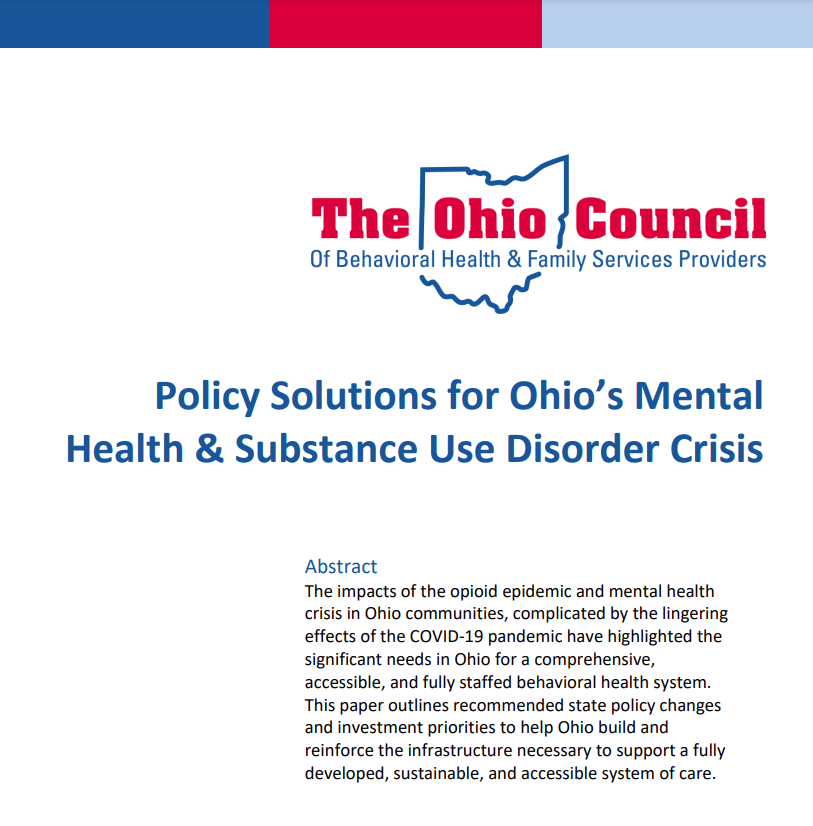 The Ohio Council
Of Behavioral Health & Family Services Providers
Policy Solutions for Ohio’s Mental
Health & Substance Use Disorder Crisis
Abstract
The impacts of the opioid epidemic and mental health
crisis in Ohio communities, complicated by the lingering
effects of the COVID-19 pandemic have highlighted the
significant needs in Ohio for a comprehensive,
accessible, and fully staffed behavioral health system.
This paper outlines recommended state policy changes
and investment priorities to help Ohio build and
reinforce the infrastructure necessary to support a fully
developed, sustainable, and accessible system of care.